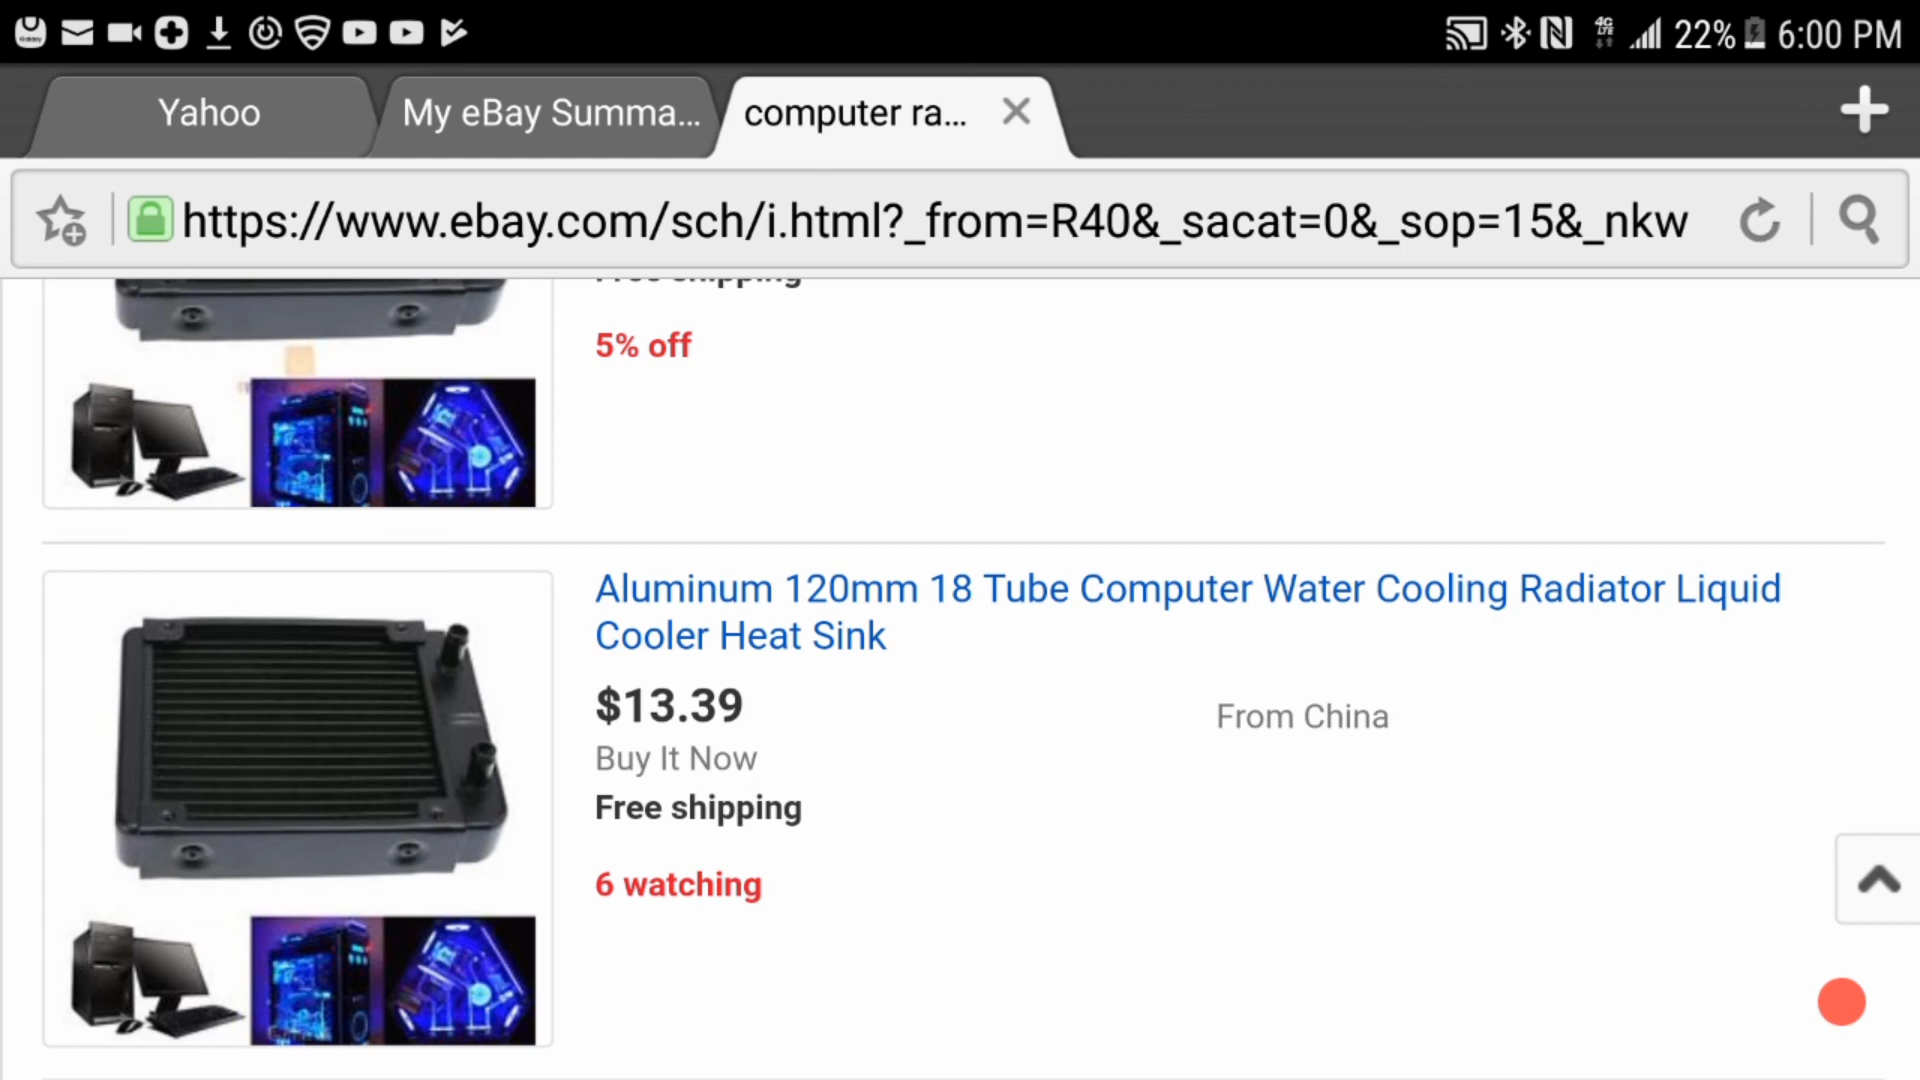 22% 6:00 PM
Yahoo
My eBay Summa...
computer ra...
https://www.ebay.com/sch/i.html?_from=R40&_sacat=0&_sop=15&_nkw
Free shipping
5% off
Aluminum 120mm 18 Tube Computer Water Cooling Radiator Liquid
Cooler Heat Sink
$13.39
From China
Buy It Now
Free shipping
6 watching